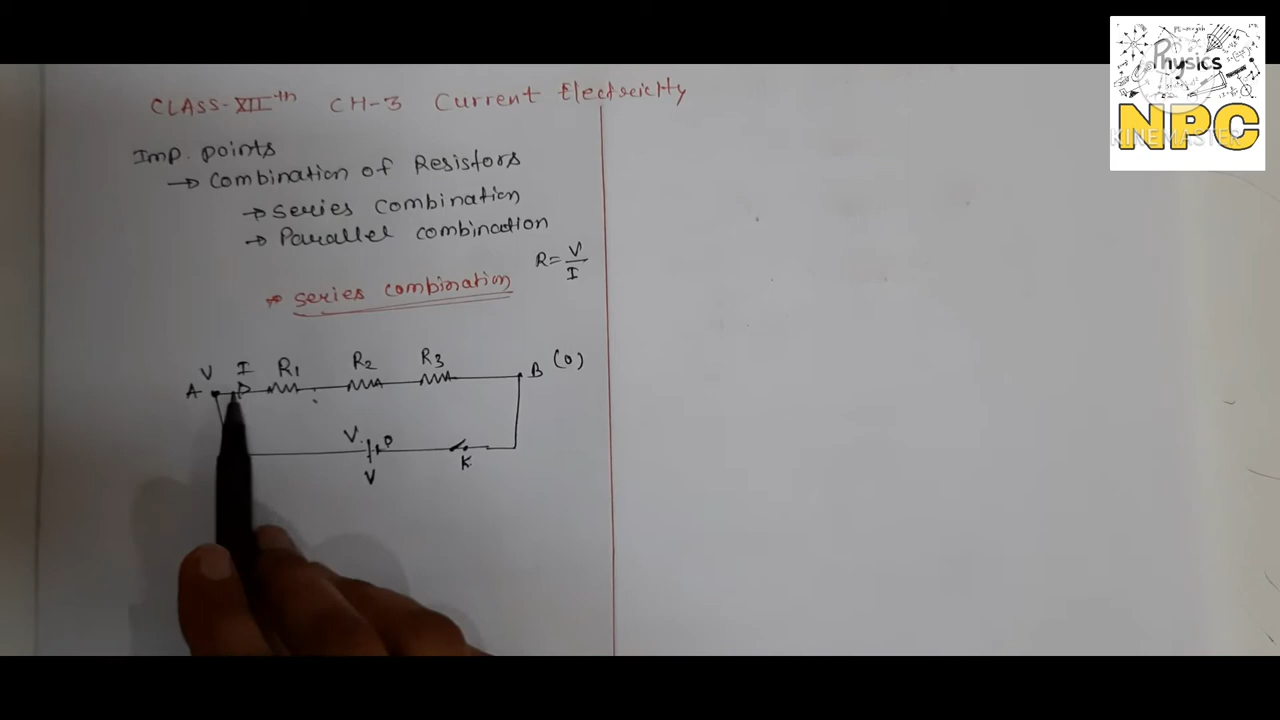 Physics
NPC
KINEMASTER
CLASS-XIIth CH-3 Current Electricity
Imp. points
→ Combination of Resistors
→ Series combination
→ Parallel combination
R = V/I
* Series combination
V I R1 R2 R3 B (0)
A
V 0
V K